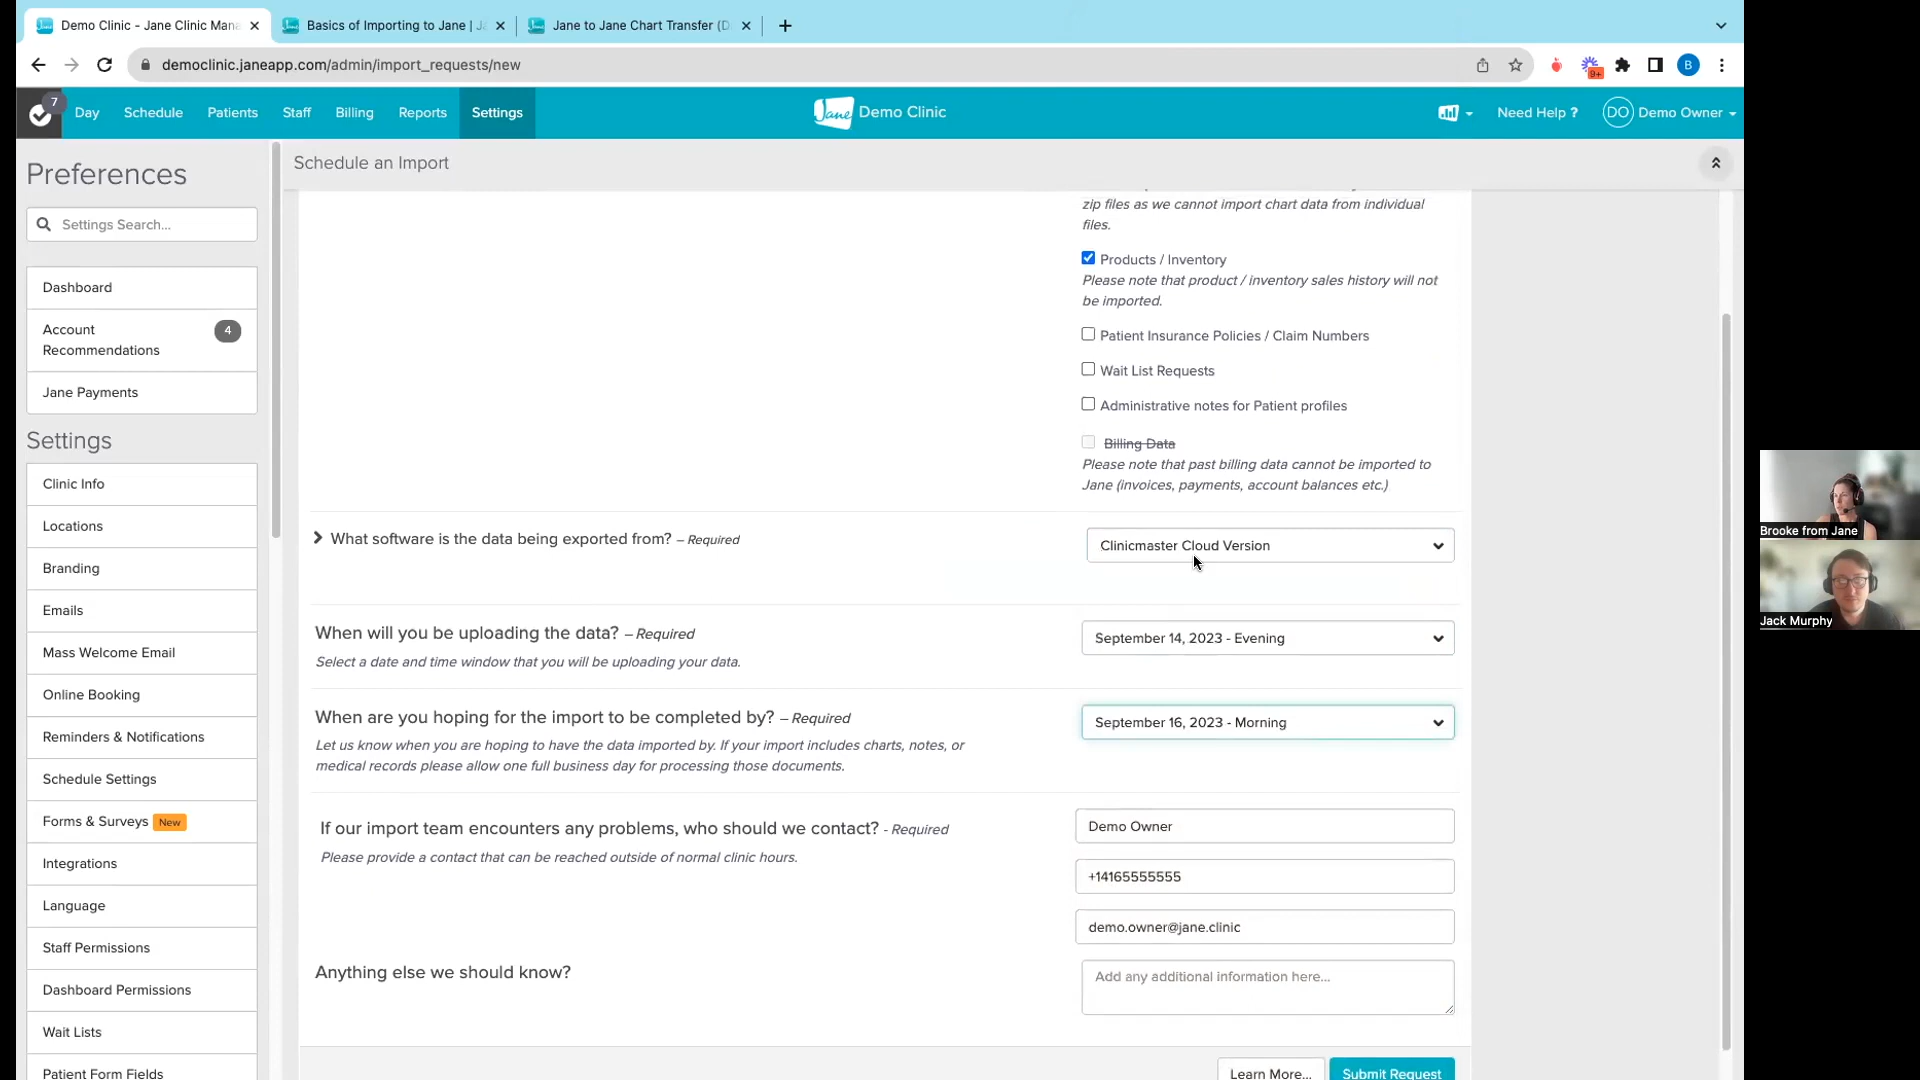 Demo Clinic - Jane Clinic Mana
Basics of Importing to Jane | Ja
Jane to Jane Chart Transfer (D
democlinic.janeapp.com/admin/import_requests/new
9+
B
7
Day
Schedule
Patients
Staff
Billing
Reports
Settings
Jane
Demo Clinic
Need Help ?
DO
Demo Owner
Preferences
Schedule an Import
Settings Search...
Dashboard
Account
Recommendations
4
Jane Payments
Settings
Clinic Info
Locations
Branding
Emails
Mass Welcome Email
Online Booking
Reminders & Notifications
Schedule Settings
Forms & Surveys New
Integrations
Language
Staff Permissions
Dashboard Permissions
Wait Lists
Patient Form Fields
zip files as we cannot import chart data from individual
files.
Products / Inventory
Please note that product / inventory sales history will not
be imported.
Patient Insurance Policies / Claim Numbers
Wait List Requests
Administrative notes for Patient profiles
Billing Data
Please note that past billing data cannot be imported to
Jane (invoices, payments, account balances etc.)
What software is the data being exported from? – Required
Clinicmaster Cloud Version
When will you be uploading the data? – Required
Select a date and time window that you will be uploading your data.
September 14, 2023 - Evening
When are you hoping for the import to be completed by? – Required
Let us know when you are hoping to have the data imported by. If your import includes charts, notes, or
medical records please allow one full business day for processing those documents.
September 16, 2023 - Morning
If our import team encounters any problems, who should we contact? - Required
Please provide a contact that can be reached outside of normal clinic hours.
Demo Owner
+14165555555
demo.owner@jane.clinic
Anything else we should know?
Add any additional information here...
Learn More...
Submit Request
Brooke from Jane
Jack Murphy